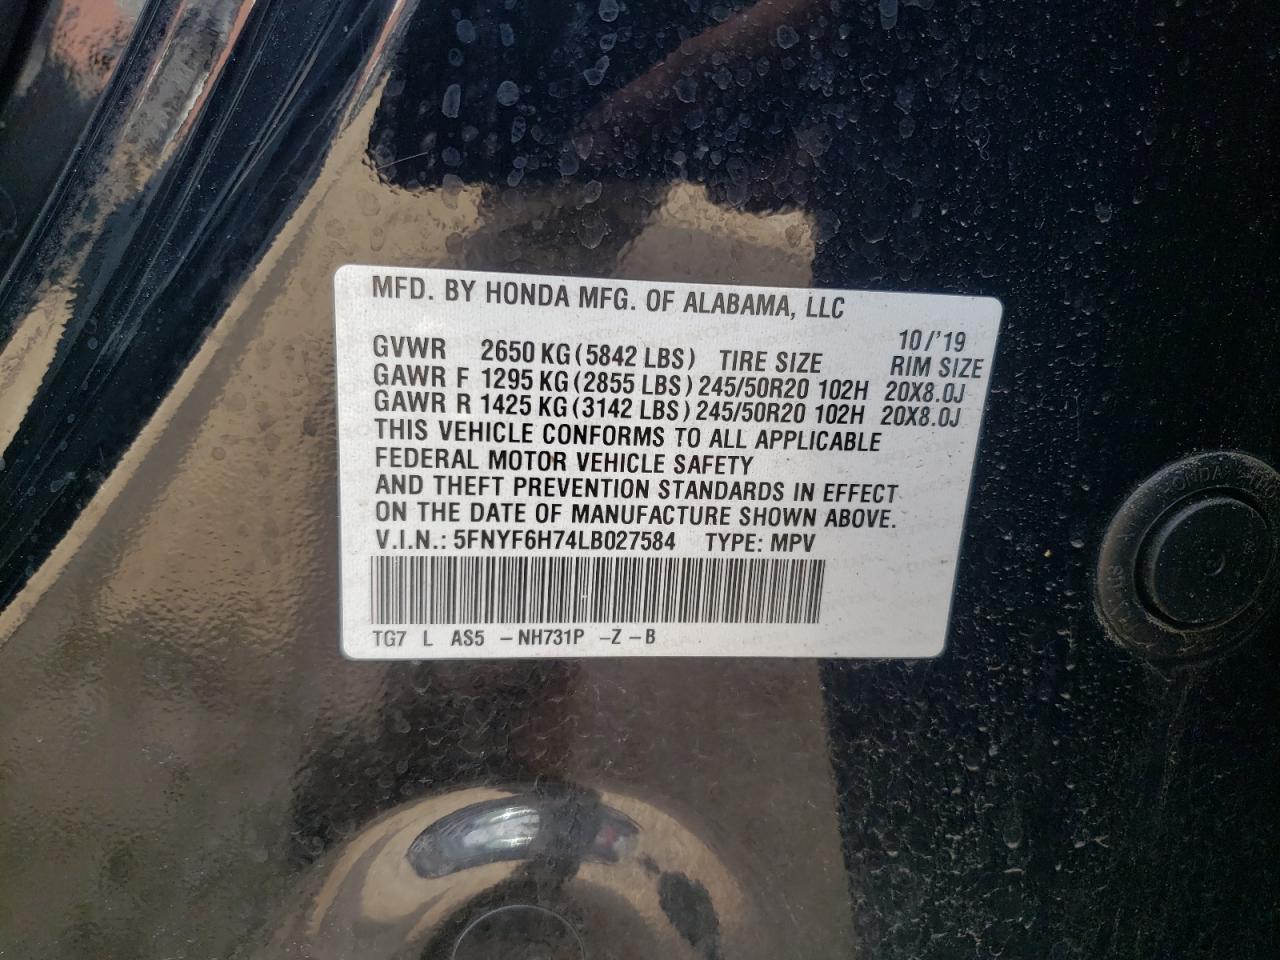 MFD. BY HONDA MFG. OF ALABAMA, LLC
10/'19
GVWR 2650 KG (5842 LBS) TIRE SIZE RIM SIZE
GAWR F 1295 KG (2855 LBS) 245/50R20 102H 20X8.0J
GAWR R 1425 KG (3142 LBS) 245/50R20 102H 20X8.0J
THIS VEHICLE CONFORMS TO ALL APPLICABLE
FEDERAL MOTOR VEHICLE SAFETY
AND THEFT PREVENTION STANDARDS IN EFFECT
ON THE DATE OF MANUFACTURE SHOWN ABOVE.
V.I.N.: 5FNYF6H74LB027584 TYPE: MPV
TG7 L AS5 -NH731P -Z -B
HONDA